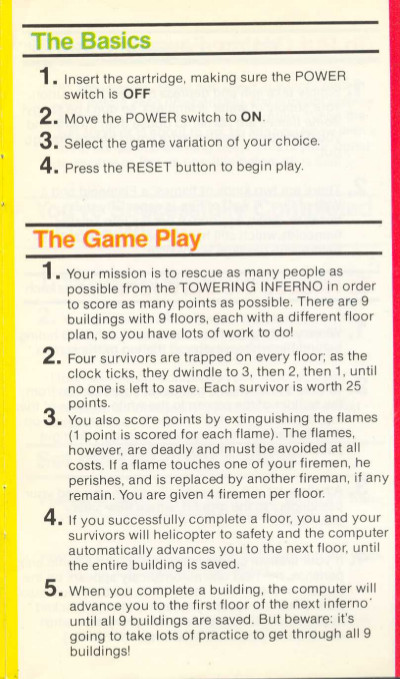 The Basics
1. Insert the cartridge, making sure the POWER
switch is OFF
2. Move the POWER switch to ON.
3. Select the game variation of your choice.
4. Press the RESET button to begin play.
The Game Play
1. Your mission is to rescue as many people as
possible from the TOWERING INFERNO in order
to score as many points as possible. There are 9
buildings with 9 floors, each with a different floor
plan, so you have lots of work to do!
2. Four survivors are trapped on every floor; as the
clock ticks, they dwindle to 3, then 2, then 1, until
no one is left to save. Each survivor is worth 25
points.
3. You also score points by extinguishing the flames
(1 point is scored for each flame). The flames,
however, are deadly and must be avoided at all
costs. If a flame touches one of your firemen, he
perishes, and is replaced by another fireman, if any
remain. You are given 4 firemen per floor.
4. If you successfully complete a floor, you and your
survivors will helicopter to safety and the computer
automatically advances you to the next floor, until
the entire building is saved.
5. When you complete a building, the computer will
advance you to the first floor of the next inferno
until all 9 buildings are saved. But beware: it's
going to take lots of practice to get through all 9
buildings!